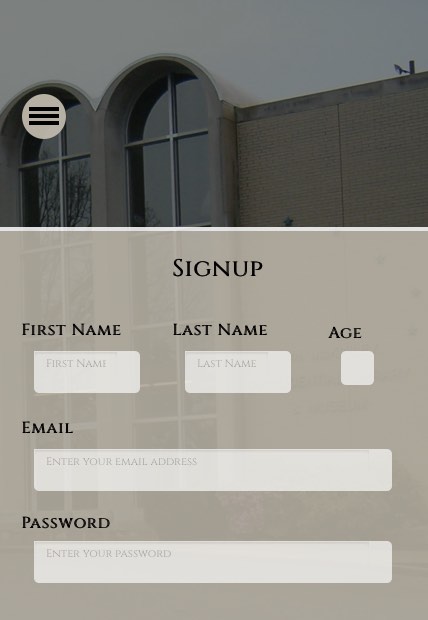 Signup
First Name Last Name Age
First Name Last Name
Email
Enter your email address
Password
Enter your password